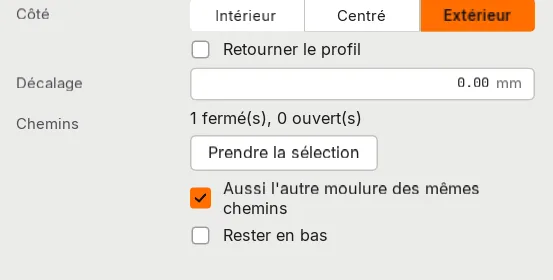 Côté
Intérieur Centré Extérieur
Retourner le profil
Décalage 0.00 mm
Chemins 1 fermé(s), 0 ouvert(s)
Prendre la sélection
Aussi l'autre moulure des mêmes
chemins
Rester en bas